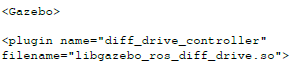 <Gazebo>
<plugin name="diff_drive_controller"
filename="libgazebo_ros_diff_drive.so">